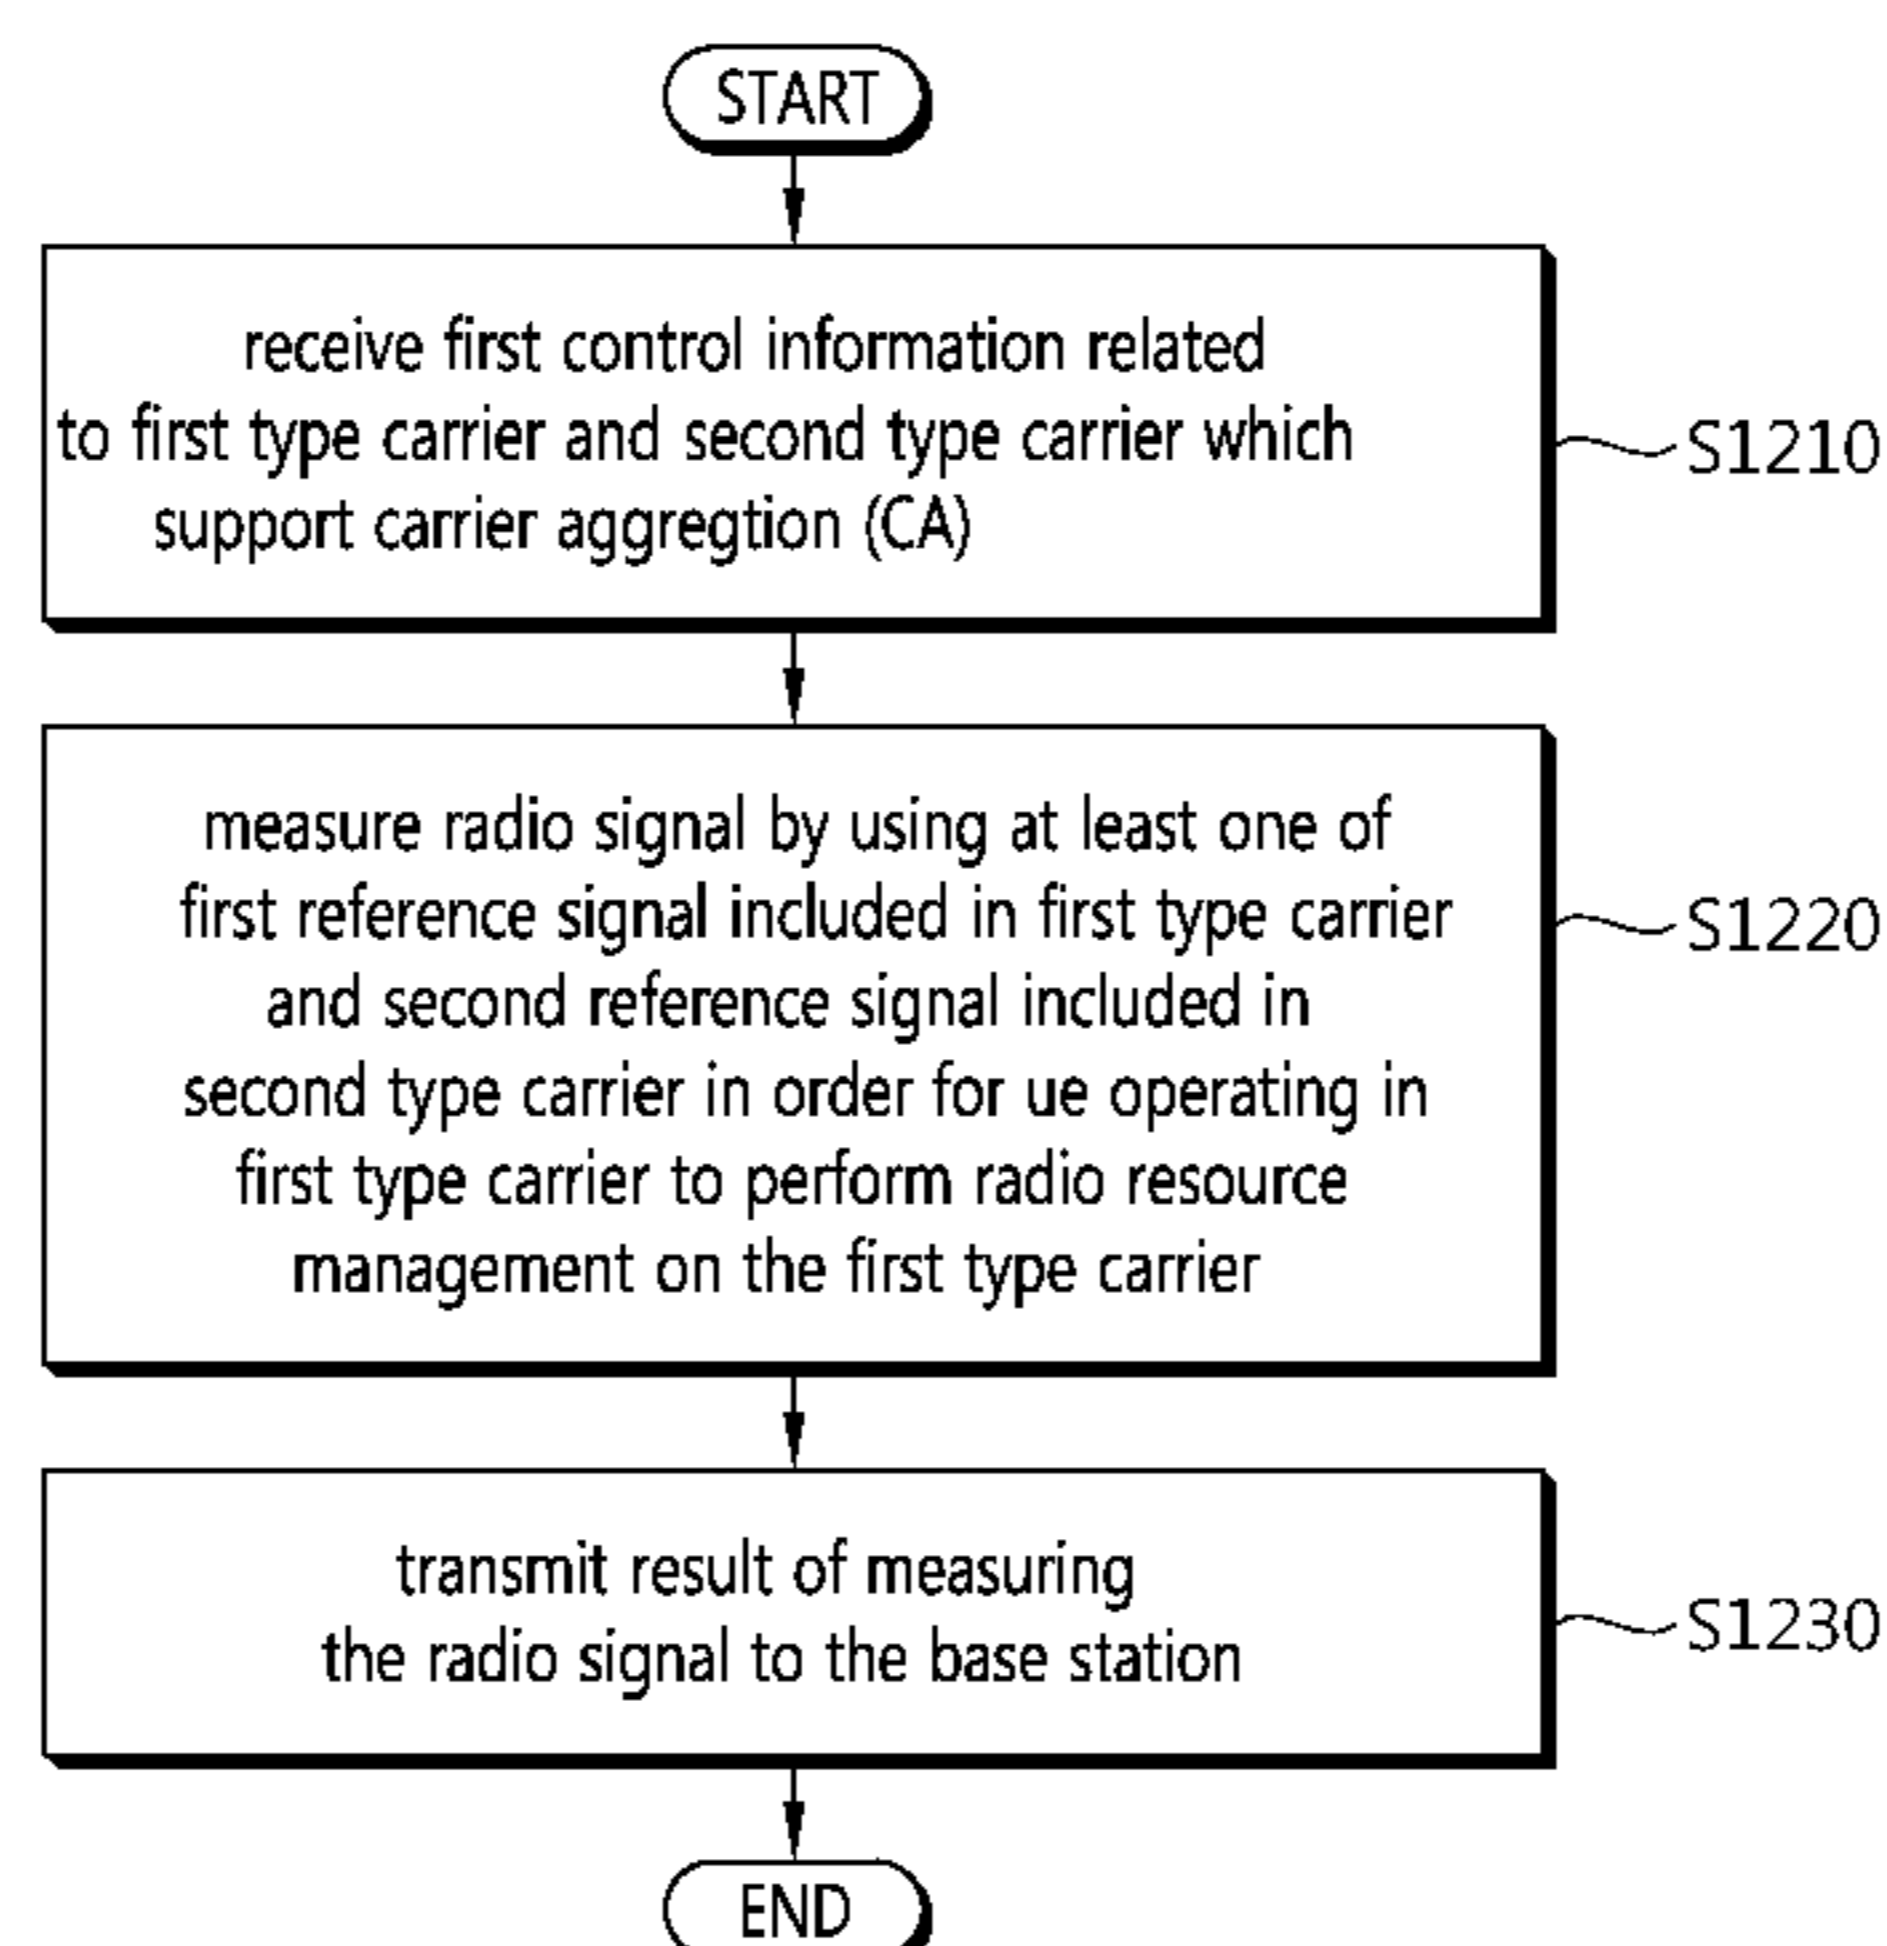 START
receive first control information related
to first type carrier and second type carrier which
support carrier aggregtion (CA)
S1210
measure radio signal by using at least one of
first reference signal included in first type carrier
and second reference signal included in
second type carrier in order for ue operating in
first type carrier to perform radio resource
management on the first type carrier
S1220
transmit result of measuring
the radio signal to the base station
S1230
END